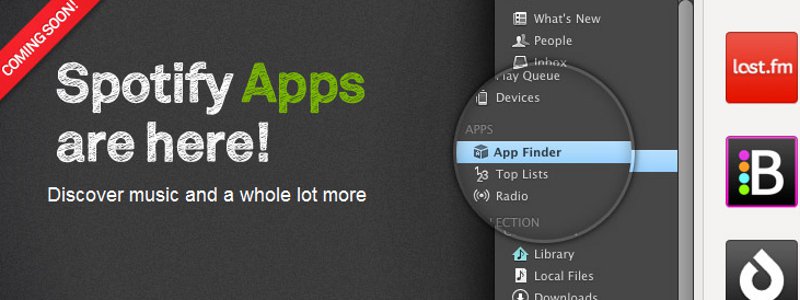 COMING SOON!
Spotify Apps
are here!
Discover music and a whole lot more
What's New
People
Inbox
Play Queue
Devices
APPS
App Finder
Top Lists
Radio
LECTION
Library
Local Files
Downloads
last.fm
B